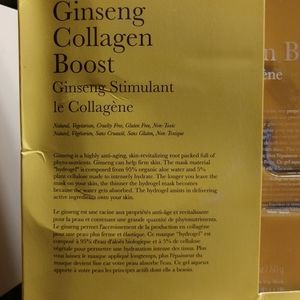 Ginseng
Collagen
Boost
Ginseng Stimulant
le Collagène
Natural, Vegetarian, Cruelty Free, Gluten Free, Non-Toxic
Naturel, Végétarien, Sans Cruauté, Sans Gluten, Non-Toxique
Ginseng is a highly anti-aging, skin-revitalizing root packed full of
phyto-nutrients. Ginseng can help firm skin. The mask material
"hydrogel" is composed from 95% organic aloe water and 5%
plant cellulose made to intensely hydrate. The longer you leave the
mask on your skin, the thinner the hydrogel mask becomes
because the water gets absorbed. The hydrogel assists in delivering
active ingredients onto your skin.
Le ginseng est une racine aux propriétés anti-âge et revitalisante
pour la peau et contenant une grande quantité de phytonutriments.
Le ginseng permet l'accroissement de la production en collagène
pour une peau plus ferme et élastique. Ce masque "hydrogel" est
composé à 95% d'eau d'aloès biologique et à 5% de cellulose
végétale pour permettre une hydratation intense des tissus. Plus
vous laissez le masque appliqué longtemps, plus l'épaisseur du
masque devient fine car votre peau absorbe l'eau. Ce gel aqueux
apporte à votre peau les principes actifs dont elle a besoin.
n Bo
ène